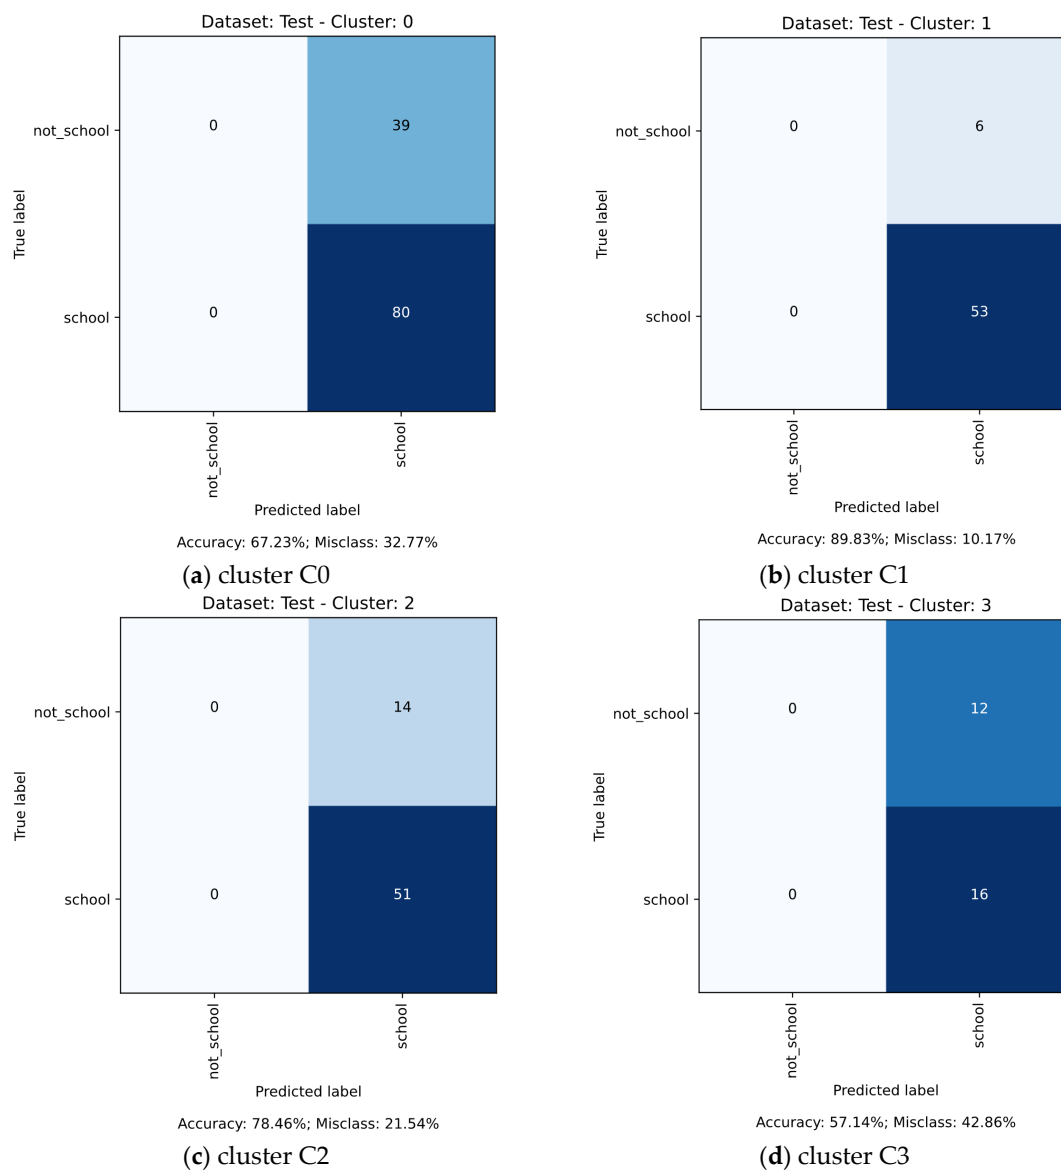 Dataset: Test - Cluster: 0
not_school
0
39
True label
school
0
80
not_school
school
Predicted label
Accuracy: 67.23%; Misclass: 32.77%
(a) cluster C0
Dataset: Test - Cluster: 1
not_school
0
6
True label
school
0
53
not_school
school
Predicted label
Accuracy: 89.83%; Misclass: 10.17%
(b) cluster C1
Dataset: Test - Cluster: 2
not_school
0
14
True label
school
0
51
not_school
school
Predicted label
Accuracy: 78.46%; Misclass: 21.54%
(c) cluster C2
Dataset: Test - Cluster: 3
not_school
0
12
True label
school
0
16
not_school
school
Predicted label
Accuracy: 57.14%; Misclass: 42.86%
(d) cluster C3